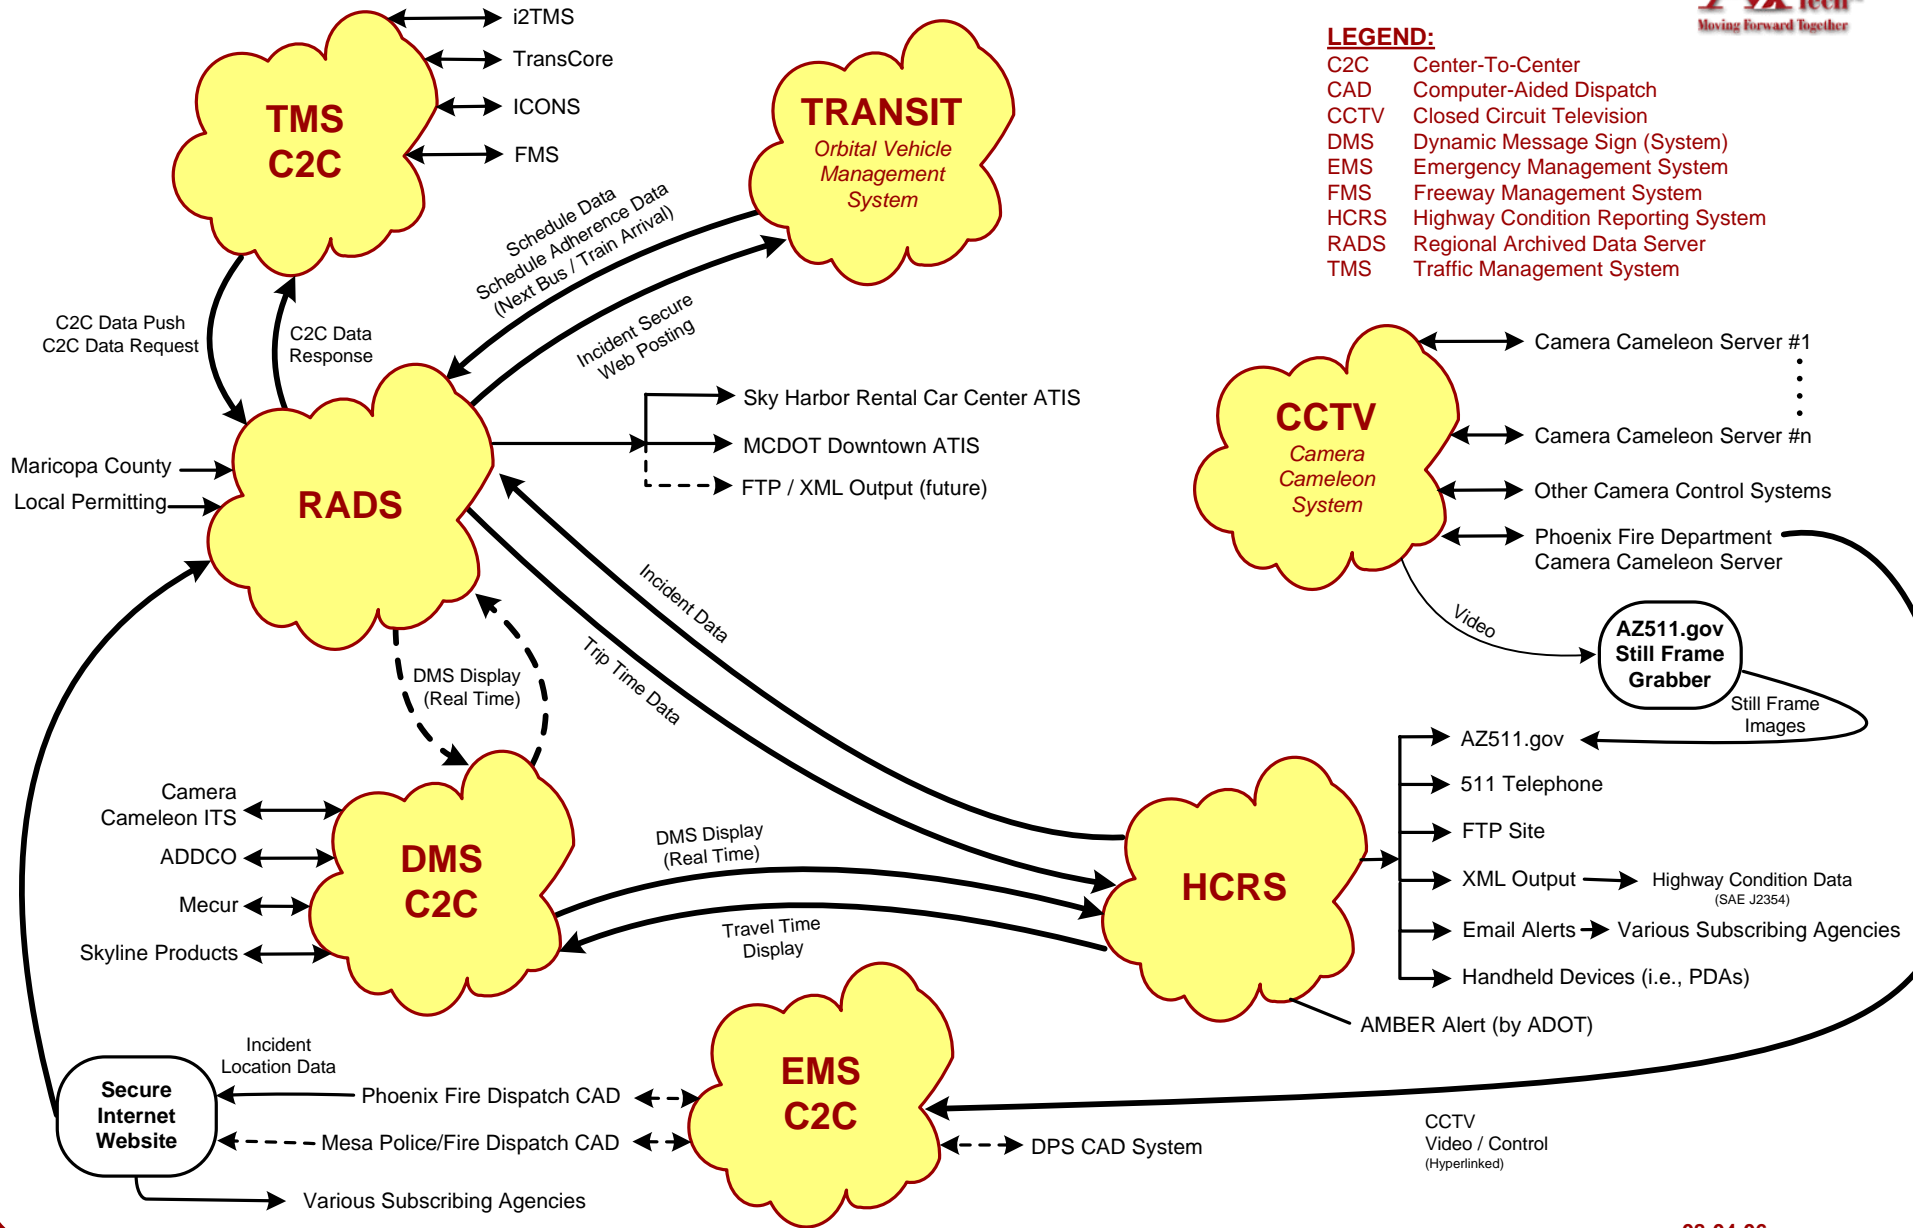 Tech
Moving Forward Together
LEGEND:
C2C Center-To-Center
CAD Computer-Aided Dispatch
CCTV Closed Circuit Television
DMS Dynamic Message Sign (System)
EMS Emergency Management System
FMS Freeway Management System
HCRS Highway Condition Reporting System
RADS Regional Archived Data Server
TMS Traffic Management System
TMS
C2C
i2TMS
TransCore
ICONS
FMS
TRANSIT
Orbital Vehicle
Management
System
Schedule Data
Schedule Adherence Data
(Next Bus / Train Arrival)
Incident Secure
Web Posting
C2C Data Push
C2C Data Request
C2C Data
Response
Maricopa County
Local Permitting
RADS
Sky Harbor Rental Car Center ATIS
MCDOT Downtown ATIS
FTP / XML Output (future)
CCTV
Camera
Cameleon
System
Camera Cameleon Server #1
Camera Cameleon Server #n
Other Camera Control Systems
Phoenix Fire Department
Camera Cameleon Server
Video
AZ511.gov
Still Frame
Grabber
Still Frame
Images
Incident Data
Trip Time Data
DMS Display
(Real Time)
Camera
Cameleon ITS
ADDCO
Mecur
Skyline Products
DMS
C2C
DMS Display
(Real Time)
Travel Time
Display
HCRS
AZ511.gov
511 Telephone
FTP Site
XML Output
Highway Condition Data
(SAE J2354)
Email Alerts
Various Subscribing Agencies
Handheld Devices (i.e., PDAs)
AMBER Alert (by ADOT)
EMS
C2C
Incident
Location Data
Secure
Internet
Website
Phoenix Fire Dispatch CAD
Mesa Police/Fire Dispatch CAD
DPS CAD System
Various Subscribing Agencies
CCTV
Video / Control
(Hyperlinked)